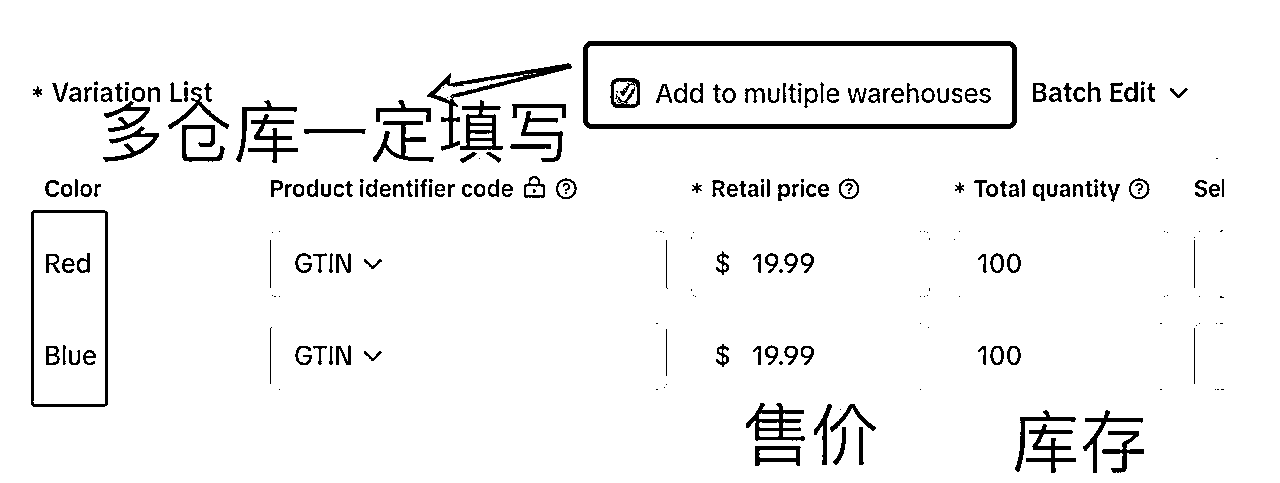 * Variation List
Add to multiple warehouses
Batch Edit
多仓库一定填写
Color
Product identifier code
* Retail price
* Total quantity
Sel
Red
GTIN
$ 19.99
100
Blue
GTIN
$ 19.99
100
售价
库存